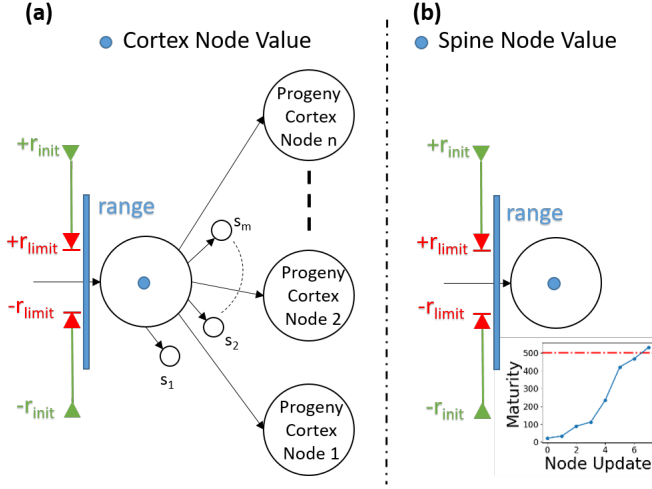 (a)
Cortex Node Value
Progeny
Cortex
Node n
+r_init
range
+r_limit
-r_limit
-r_init
s_m
s_2
s_1
Progeny
Cortex
Node 2
Progeny
Cortex
Node 1
(b)
Spine Node Value
+r_init
range
+r_limit
-r_limit
-r_init
Maturity
500
400
300
200
100
0
0 2 4 6
Node Update